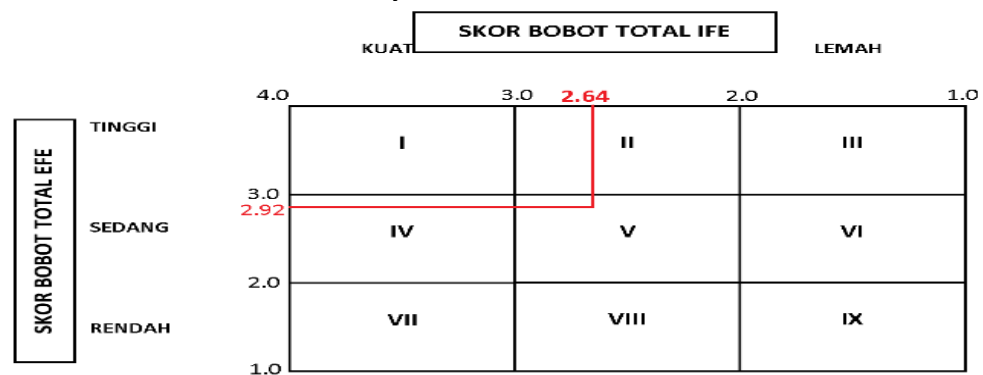 SKOR BOBOT TOTAL IFE
KUAT
LEMAH
4.0 3.0 2.64 2.0 1.0
TINGGI
I II III
3.0
2.92
SKOR BOBOT TOTAL EFE
SEDANG
IV V VI
2.0
RENDAH
VII VIII IX
1.0